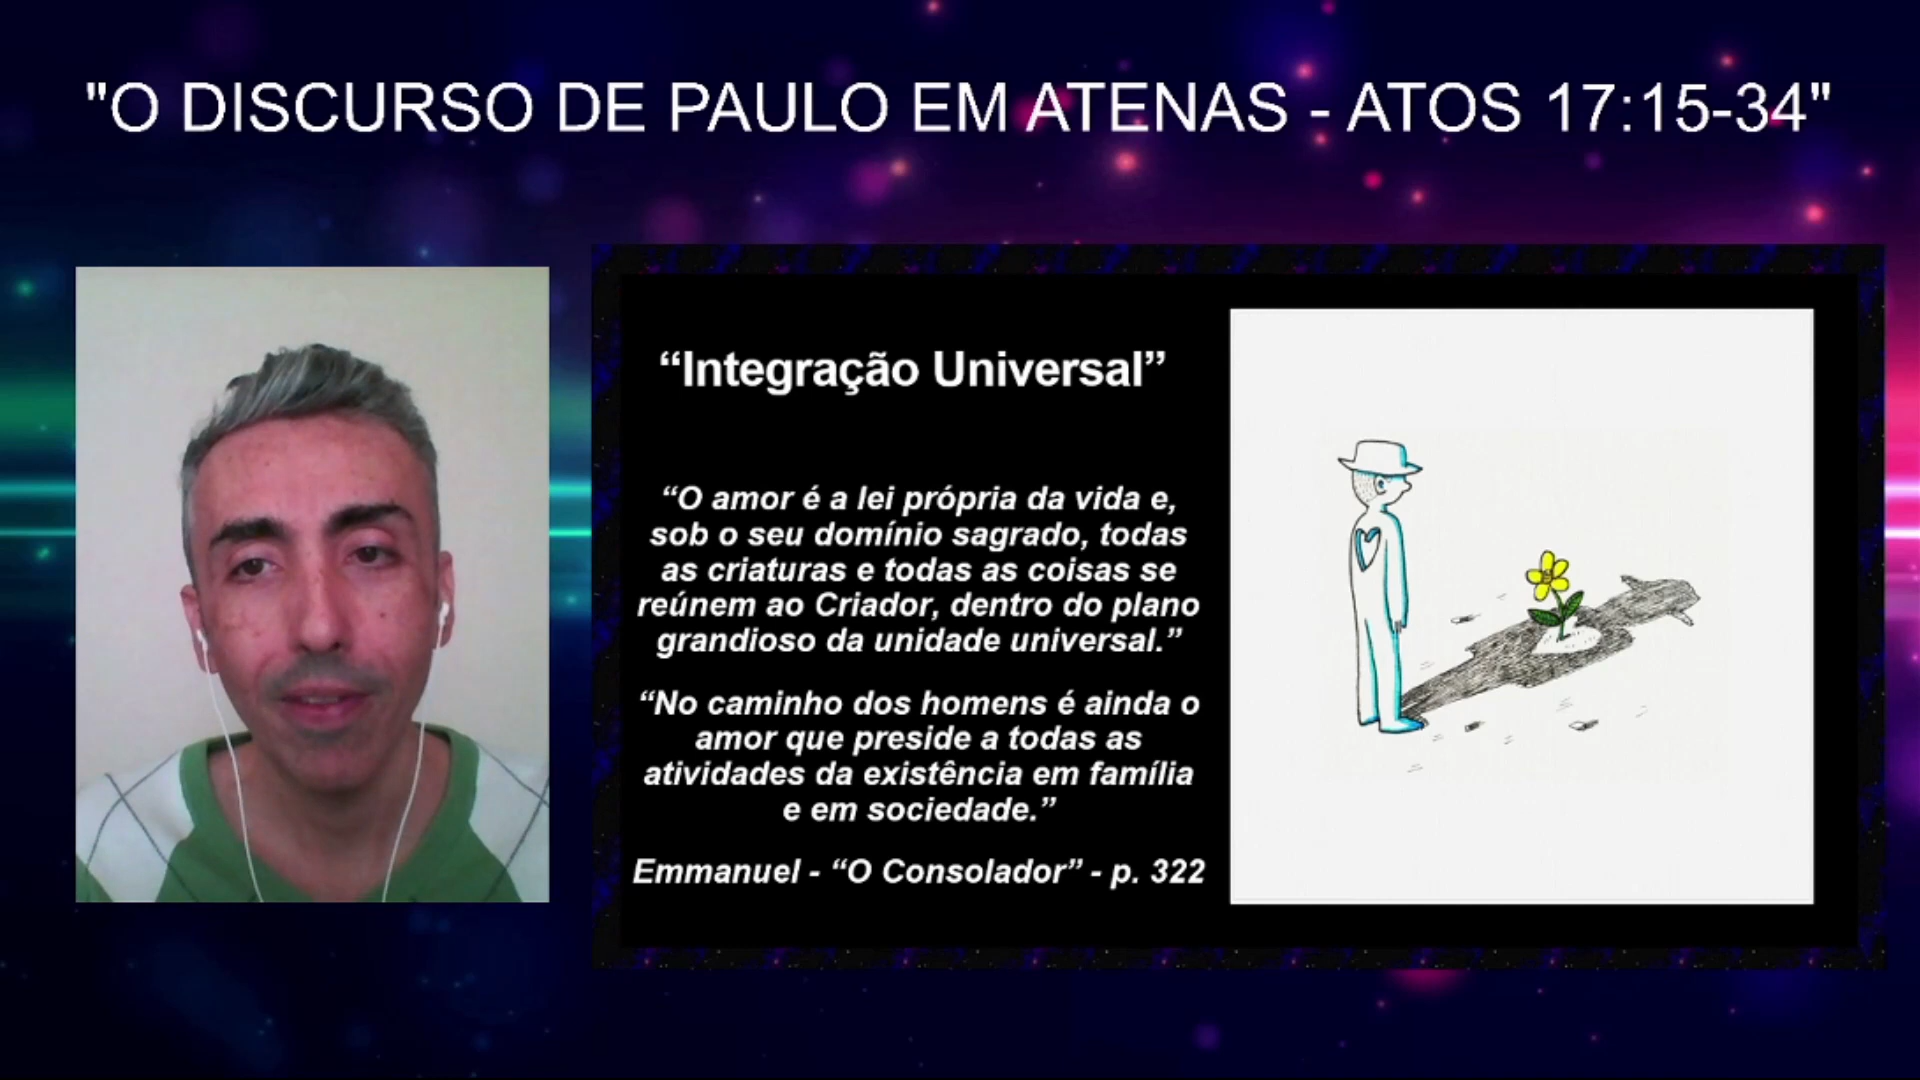 "O DISCURSO DE PAULO EM ATENAS - ATOS 17:15-34"
“Integração Universal”
“O amor é a lei própria da vida e,
sob o seu domínio sagrado, todas
as criaturas e todas as coisas se
reúnem ao Criador, dentro do plano
grandioso da unidade universal.”
“No caminho dos homens é ainda o
amor que preside a todas as
atividades da existência em família
e em sociedade.”
Emmanuel - “O Consolador” - p. 322